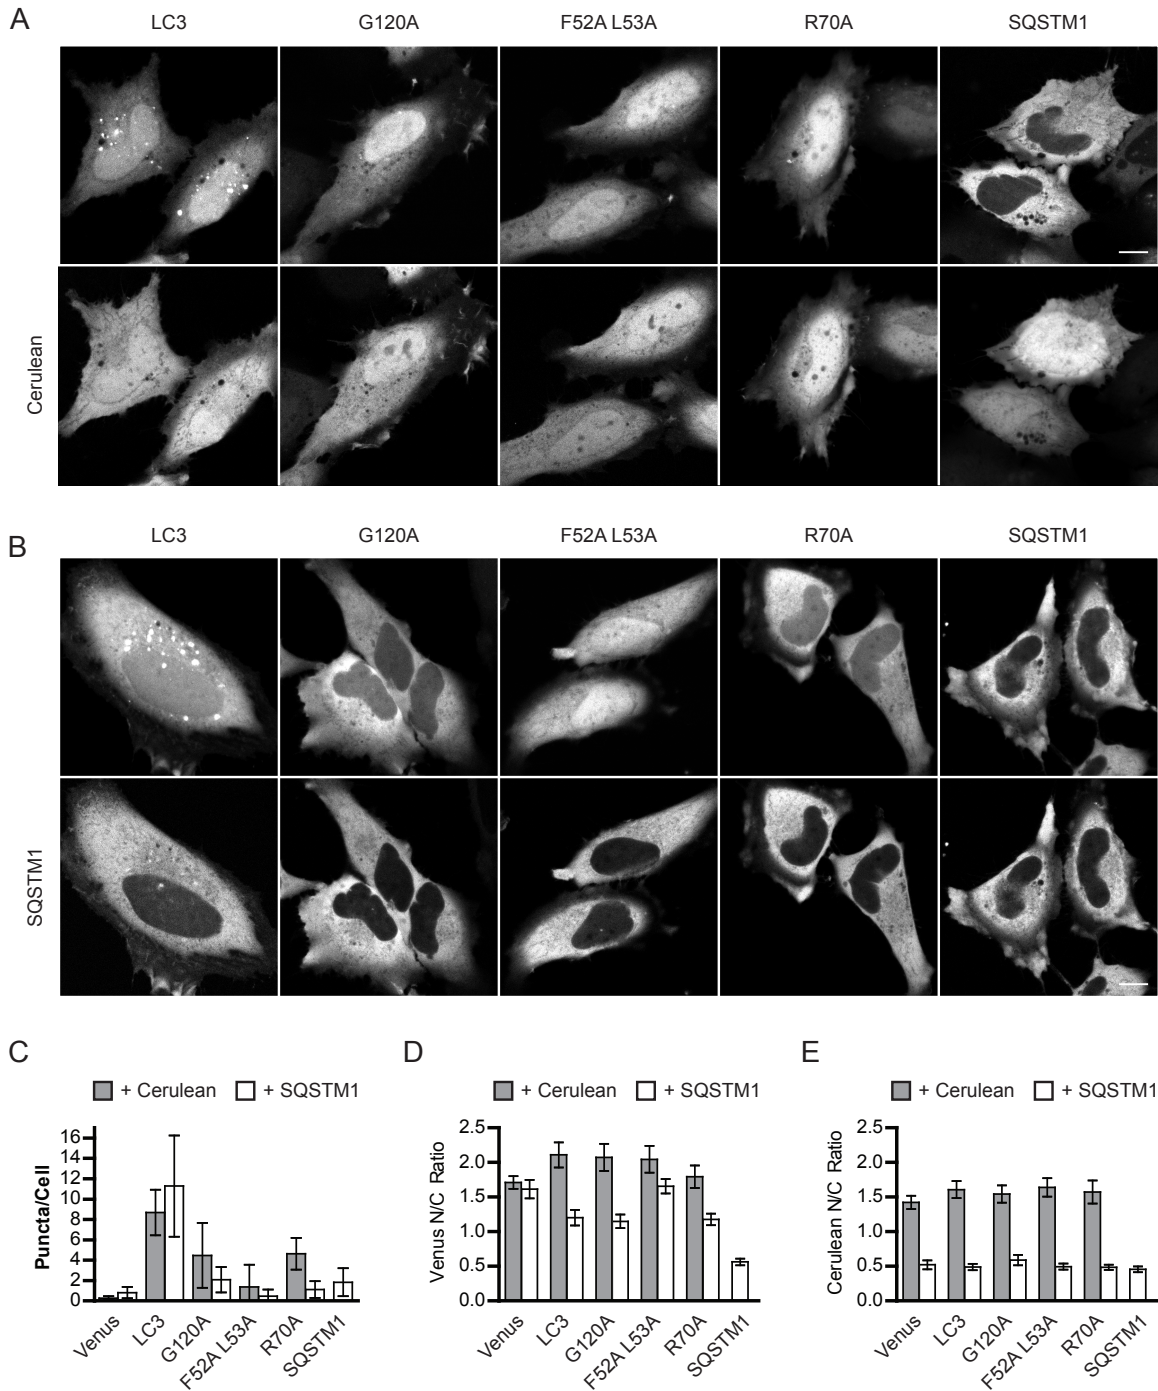 A
LC3 G120A F52A L53A R70A SQSTM1
Cerulean
B
LC3 G120A F52A L53A R70A SQSTM1
SQSTM1
C
+ Cerulean + SQSTM1
Puncta/Cell
16
14
12
10
8
6
4
2
0
Venus LC3 G120A F52A L53A R70A SQSTM1
D
+ Cerulean + SQSTM1
Venus N/C Ratio
2.5
2.0
1.5
1.0
0.5
0.0
Venus LC3 G120A F52A L53A R70A SQSTM1
E
+ Cerulean + SQSTM1
Cerulean N/C Ratio
2.5
2.0
1.5
1.0
0.5
0.0
Venus LC3 G120A F52A L53A R70A SQSTM1